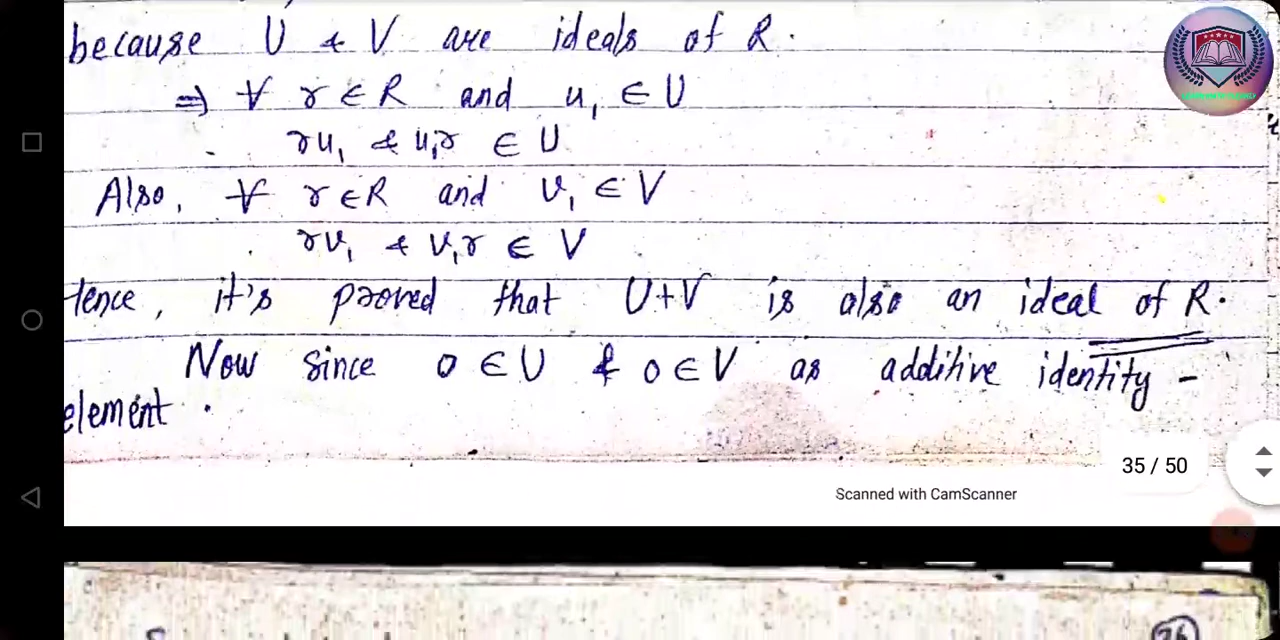 because U & V are ideals of R.
⇒ ∀ r ∈ R and u₁ ∈ U
ru₁ & u₁r ∈ U
Also, ∀ r ∈ R and v₁ ∈ V
rv₁ & v₁r ∈ V
Hence, it's proved that U+V is also an ideal of R.
Now since 0 ∈ U & 0 ∈ V as additive identity -
element.
35 / 50
Scanned with CamScanner